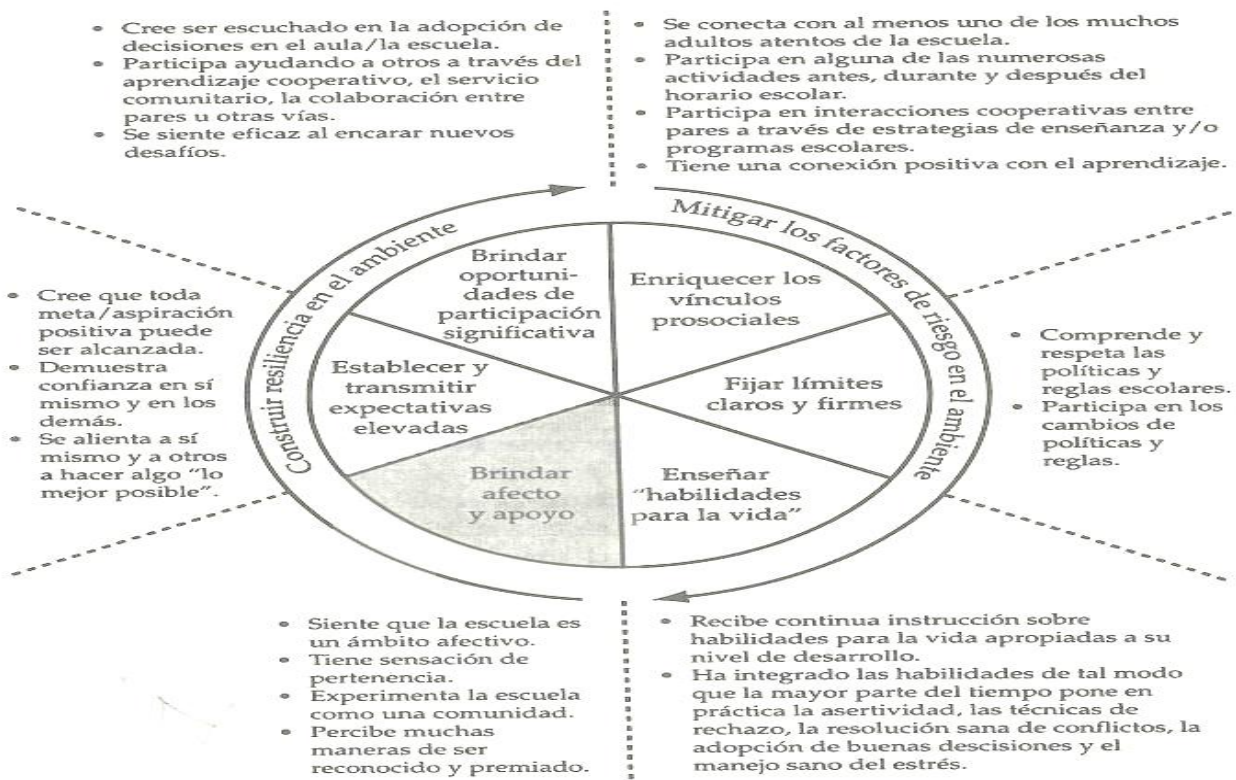 • Cree ser escuchado en la adopción de
decisiones en el aula/la escuela.
• Participa ayudando a otros a través del
aprendizaje cooperativo, el servicio
comunitario, la colaboración entre
pares u otras vías.
• Se siente eficaz al encarar nuevos
desafíos.
• Se conecta con al menos uno de los muchos
adultos atentos de la escuela.
• Participa en alguna de las numerosas
actividades antes, durante y después del
horario escolar.
• Participa en interacciones cooperativas entre
pares a través de estrategias de enseñanza y/o
programas escolares.
• Tiene una conexión positiva con el aprendizaje.
Construir resiliencia en el ambiente
Mitigar los factores de riesgo en el ambiente
Brindar
oportuni-
dades de
participación
significativa
Enriquecer los
vínculos
prosociales
• Cree que toda
meta/aspiración
positiva puede
ser alcanzada.
• Demuestra
confianza en sí
mismo y en los
demás.
• Se alienta a sí
mismo y a otros
a hacer algo “lo
mejor posible”.
Establecer y
transmitir
expectativas
elevadas
Fijar límites
claros y firmes
• Comprende y
respeta las
políticas y
reglas escolares.
• Participa en los
cambios de
políticas y
reglas.
Brindar
afecto
y apoyo
Enseñar
“habilidades
para la vida”
• Siente que la escuela es
un ámbito afectivo.
• Tiene sensación de
pertenencia.
• Experimenta la escuela
como una comunidad.
• Percibe muchas
maneras de ser
reconocido y premiado.
• Recibe continua instrucción sobre
habilidades para la vida apropiadas a su
nivel de desarrollo.
• Ha integrado las habilidades de tal modo
que la mayor parte del tiempo pone en
práctica la asertividad, las técnicas de
rechazo, la resolución sana de conflictos, la
adopción de buenas descisiones y el
manejo sano del estrés.